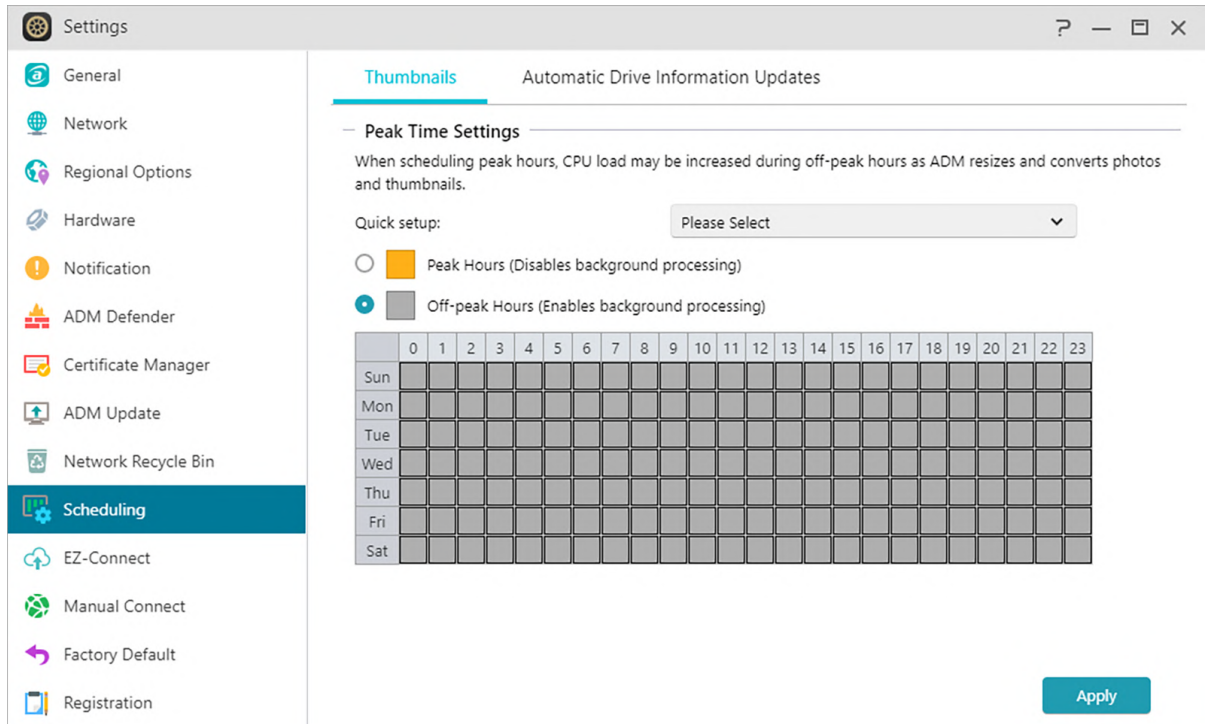 Settings
General
Network
Regional Options
Hardware
Notification
ADM Defender
Certificate Manager
ADM Update
Network Recycle Bin
Scheduling
EZ-Connect
Manual Connect
Factory Default
Registration
Thumbnails Automatic Drive Information Updates
Peak Time Settings
When scheduling peak hours, CPU load may be increased during off-peak hours as ADM resizes and converts photos
and thumbnails.
Quick setup: Please Select
Peak Hours (Disables background processing)
Off-peak Hours (Enables background processing)
0 1 2 3 4 5 6 7 8 9 10 11 12 13 14 15 16 17 18 19 20 21 22 23
Sun
Mon
Tue
Wed
Thu
Fri
Sat
Apply